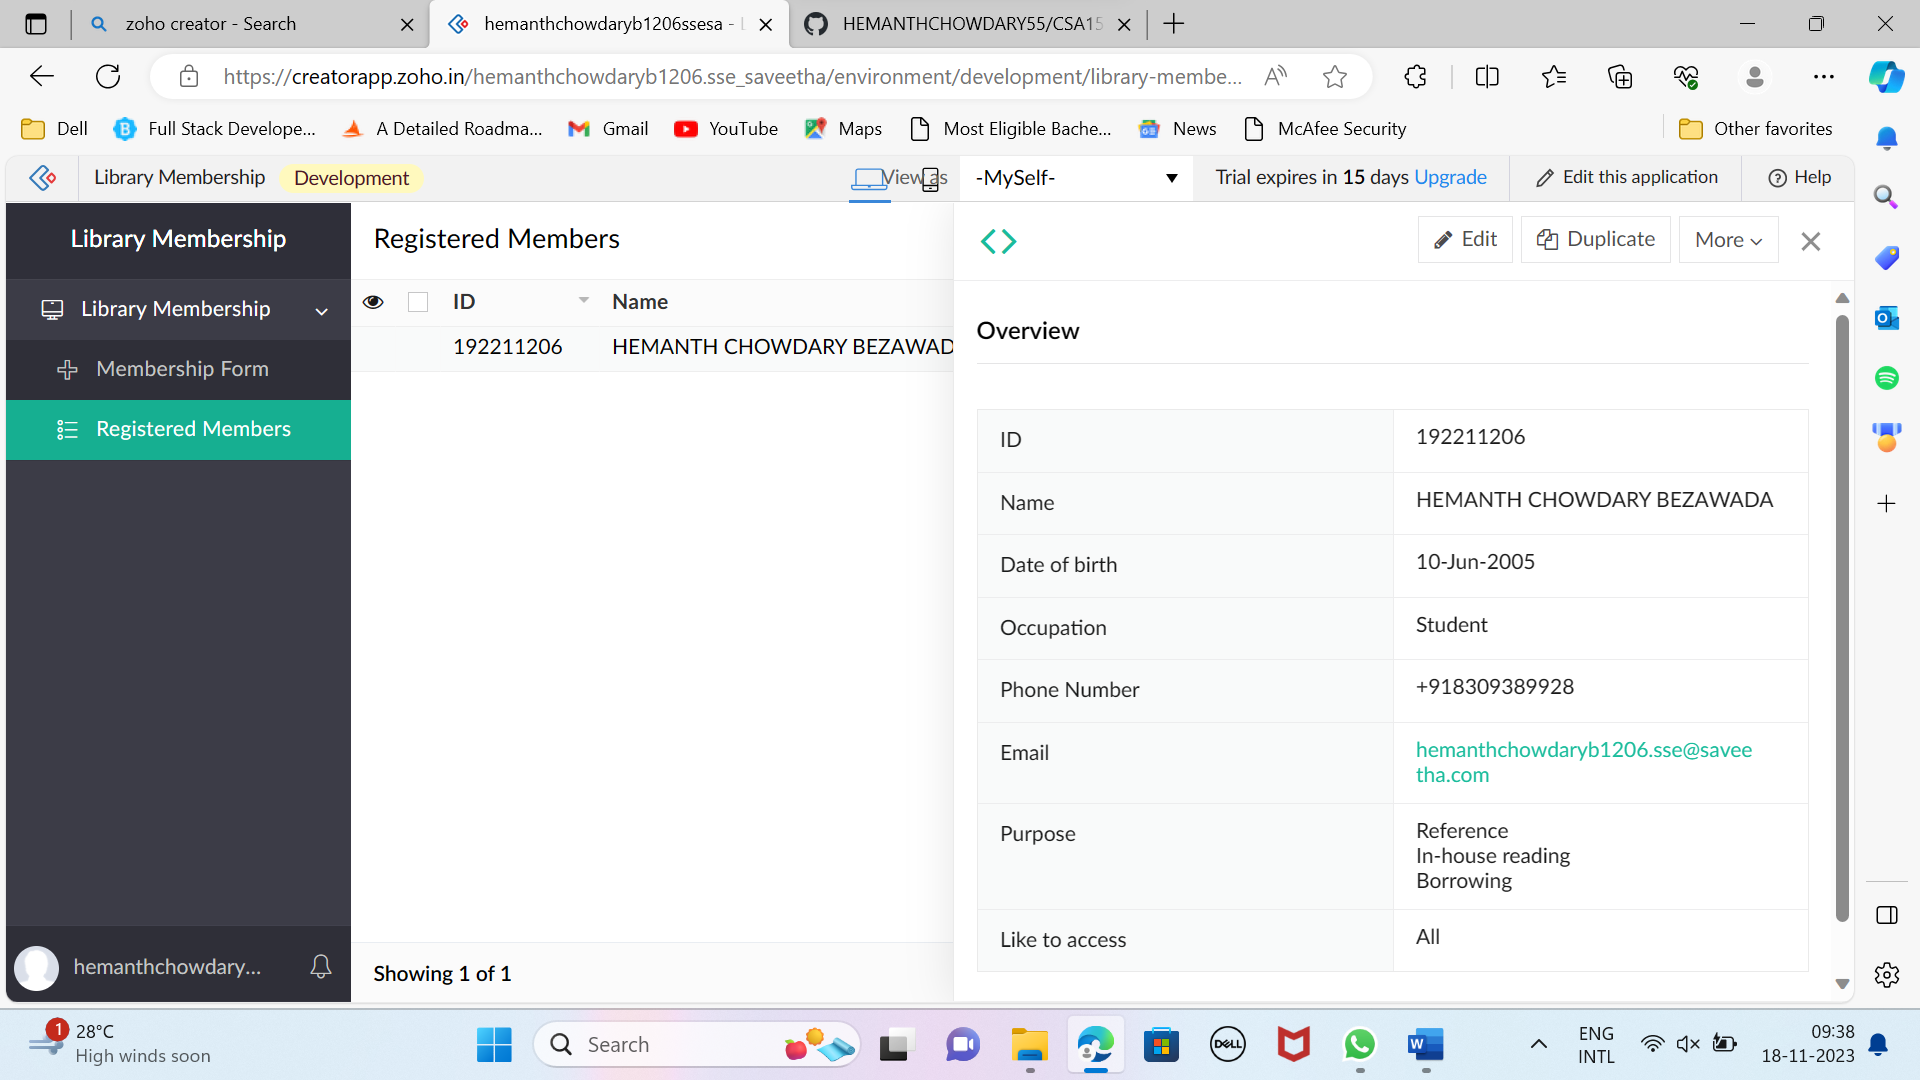 zoho creator - Search
hemanthchowdaryb1206ssesa -
HEMANTHCHOWDARY55/CSA15
https://creatorapp.zoho.in/hemanthchowdaryb1206.sse_saveetha/environment/development/library-membe...
Dell
Full Stack Develope...
A Detailed Roadma...
Gmail
YouTube
Maps
Most Eligible Bache...
News
McAfee Security
Other favorites
Library Membership
Development
View as
-MySelf-
Trial expires in 15 days Upgrade
Edit this application
Help
Library Membership
Library Membership
Membership Form
Registered Members
hemanthchowdary...
Registered Members
ID
Name
192211206
HEMANTH CHOWDARY BEZAWAD
Showing 1 of 1
Edit
Duplicate
More
Overview
ID
192211206
Name
HEMANTH CHOWDARY BEZAWADA
Date of birth
10-Jun-2005
Occupation
Student
Phone Number
+918309389928
Email
hemanthchowdaryb1206.sse@savee
tha.com
Purpose
Reference
In-house reading
Borrowing
Like to access
All
1
28°C
High winds soon
Search
DELL
W
ENG
INTL
09:38
18-11-2023